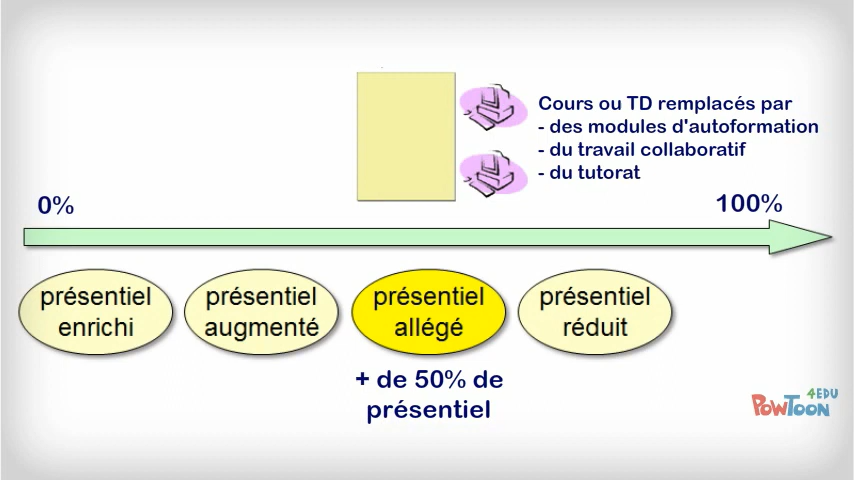 Cours ou TD remplacés par
- des modules d'autoformation
- du travail collaboratif
- du tutorat
0%
100%
présentiel
enrichi
présentiel
augmenté
présentiel
allégé
présentiel
réduit
+ de 50% de
présentiel
4EDU
POWTOON